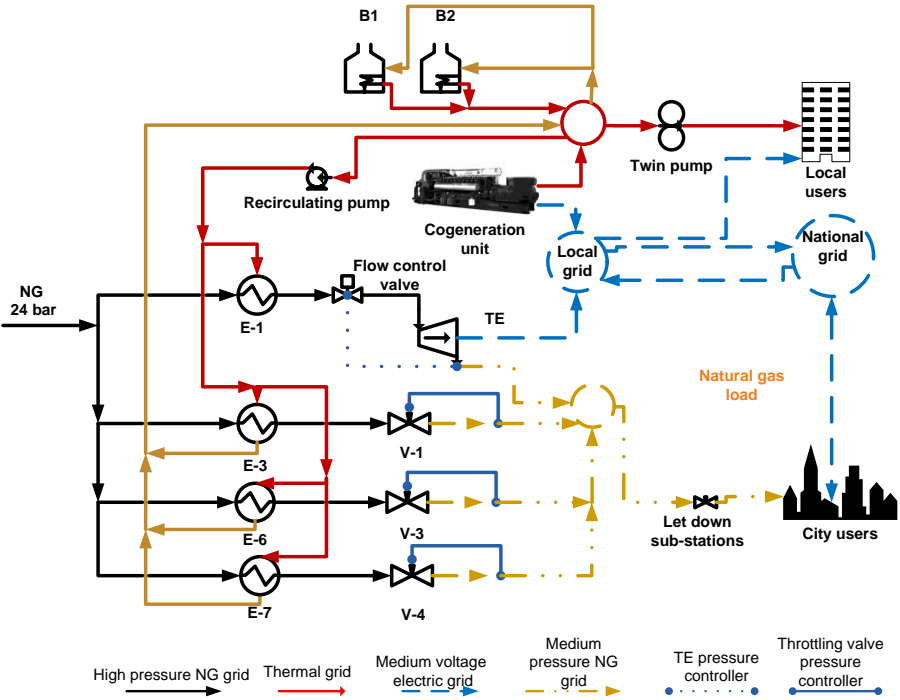 B1
B2
Twin pump
Local
users
Recirculating pump
Cogeneration
unit
Local
grid
National
grid
NG
24 bar
E-1
Flow control
valve
TE
Natural gas
load
E-3
V-1
E-6
V-3
Let down
sub-stations
City users
E-7
V-4
High pressure NG grid
Thermal grid
Medium voltage
electric grid
Medium
pressure NG
grid
TE pressure
controller
Throttling valve
pressure
controller